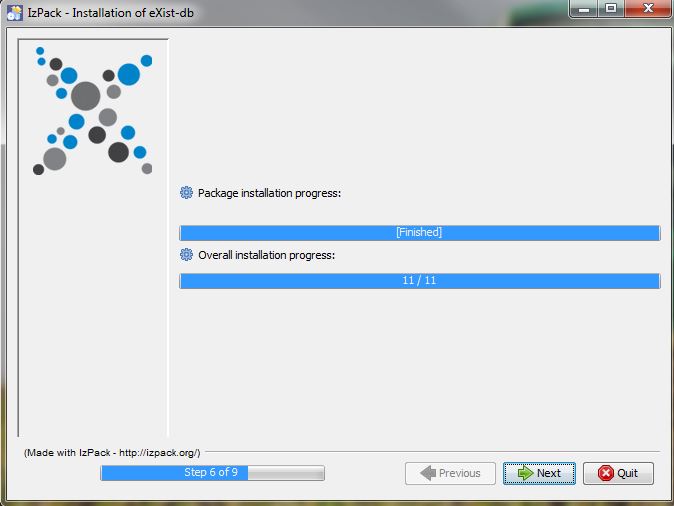 IzPack - Installation of eXist-db
Package installation progress:
[Finished]
Overall installation progress:
11 / 11
(Made with IzPack - http://izpack.org/)
Step 6 of 9
Previous
Next
Quit